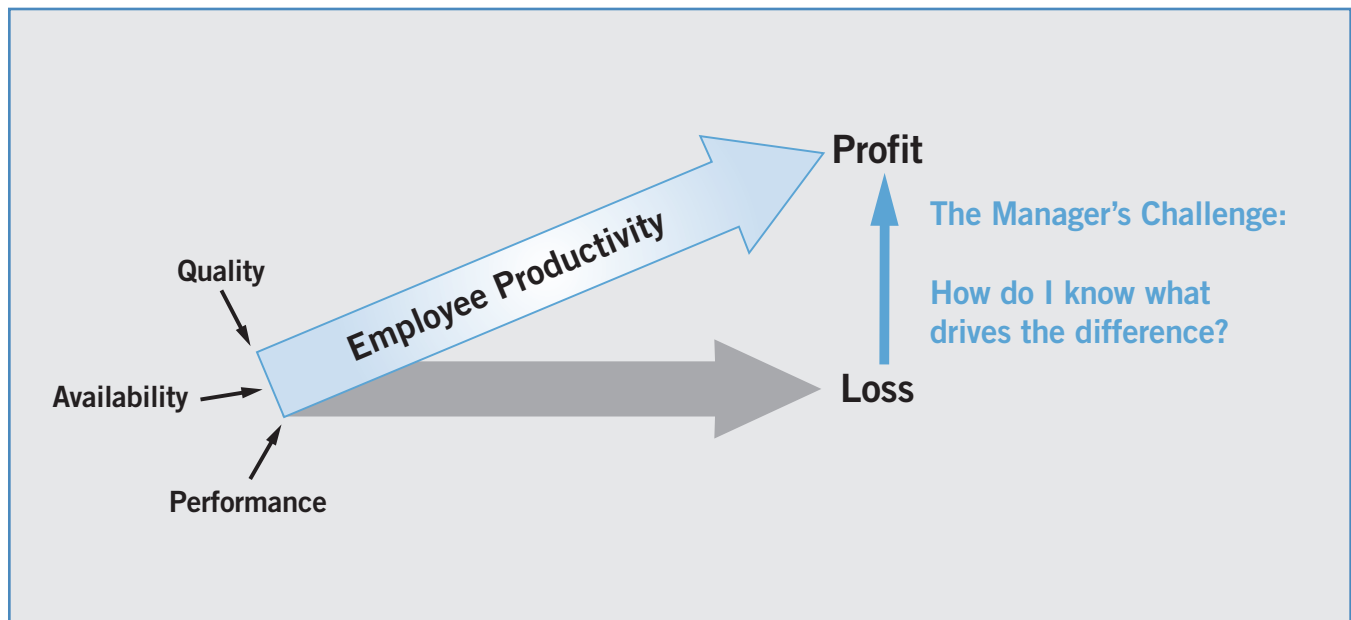 Profit
The Manager’s Challenge:
Employee Productivity
Quality
How do I know what
drives the difference?
Availability
Loss
Performance